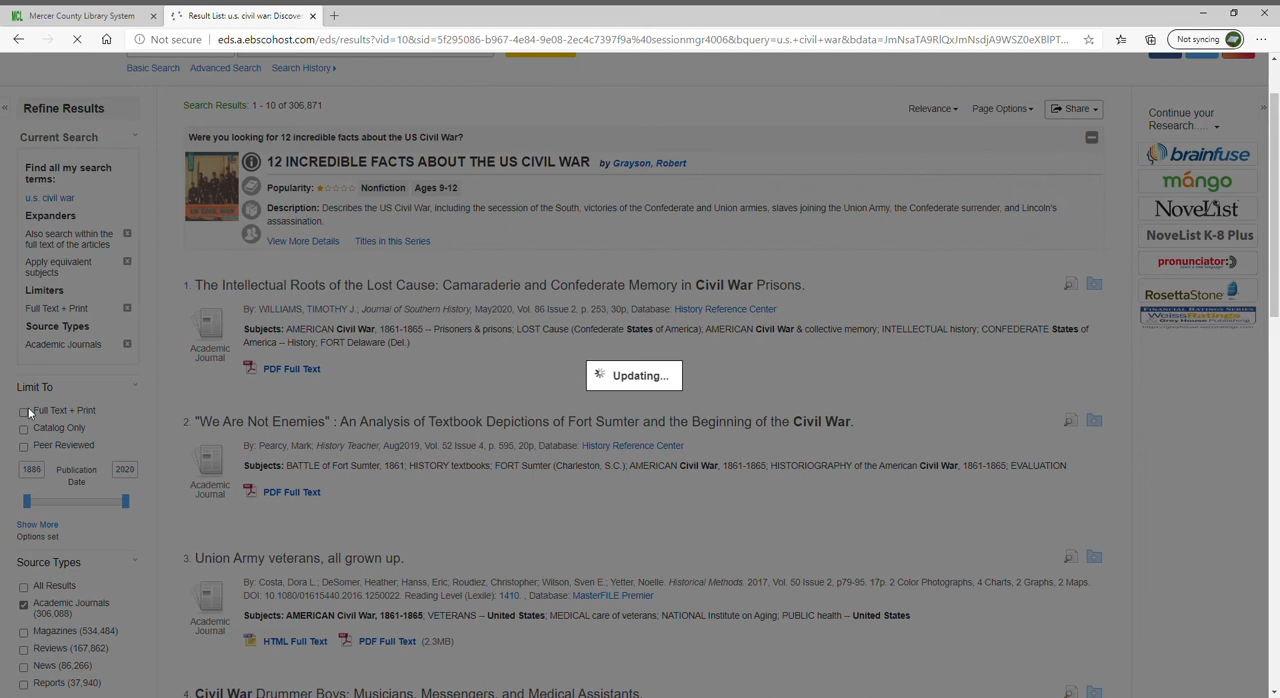 Mercer County Library System
Result List: u.s. civil war: Discover
Not secure | eds.a.ebscohost.com/eds/results?vid=10&sid=5f295086-b967-4e84-9e08-2ec4c7397f9a%40sessionmgr4006&bquery=u.s.+civil+war&bdata=JmNsaTA9RlQxJmNsdjA9WSZ0eXBlPT...
Not syncing
Basic Search Advanced Search Search History
Refine Results
Current Search
Find all my search
terms:
u.s. civil war
Expanders
Also search within the
full text of the articles
Apply equivalent
subjects
Limiters
Full Text + Print
Source Types
Academic Journals
Limit To
Full Text + Print
Catalog Only
Peer Reviewed
1886 Publication 2020
Date
Show More
Options set
Source Types
All Results
Academic Journals
(306,088)
Magazines (534,484)
Reviews (167,862)
News (86,266)
Reports (37,940)
Search Results: 1 - 10 of 306,871
Relevance Page Options Share
Were you looking for 12 incredible facts about the US Civil War?
12 INCREDIBLE FACTS ABOUT THE US CIVIL WAR by Grayson, Robert
Popularity: Nonfiction Ages 9-12
Description: Describes the US Civil War, including the secession of the South, victories of the Confederate and Union armies, slaves joining the Union Army, the Confederate surrender, and Lincoln's
assassination.
View More Details Titles in this Series
1. The Intellectual Roots of the Lost Cause: Camaraderie and Confederate Memory in Civil War Prisons.
By: WILLIAMS, TIMOTHY J.; Journal of Southern History, May2020, Vol. 86 Issue 2, p. 253, 30p, Database: History Reference Center
Subjects: AMERICAN Civil War, 1861-1865 -- Prisoners & prisons; LOST Cause (Confederate States of America); AMERICAN Civil War & collective memory; INTELLECTUAL history; CONFEDERATE States of
America -- History; FORT Delaware (Del.)
Academic
Journal
PDF Full Text
Updating...
2. "We Are Not Enemies" : An Analysis of Textbook Depictions of Fort Sumter and the Beginning of the Civil War.
By: Pearcy, Mark; History Teacher, Aug2019, Vol. 52 Issue 4, p. 595, 20p, Database: History Reference Center
Subjects: BATTLE of Fort Sumter, 1861; HISTORY textbooks; FORT Sumter (Charleston, S.C.); AMERICAN Civil War, 1861-1865; HISTORIOGRAPHY of the American Civil War, 1861-1865; EVALUATION
Academic
Journal
PDF Full Text
3. Union Army veterans, all grown up.
By: Costa, Dora L.; DeSomer, Heather; Hanss, Eric; Roudiez, Christopher; Wilson, Sven E.; Yetter, Noelle. Historical Methods. 2017, Vol. 50 Issue 2, p79-95. 17p. 2 Color Photographs, 4 Charts, 2 Graphs, 2 Maps.
DOI: 10.1080/01615440.2016.1250022. Reading Level (Lexile): 1410. , Database: MasterFILE Premier
Subjects: AMERICAN Civil War, 1861-1865; VETERANS -- United States; MEDICAL care of veterans; NATIONAL Institute on Aging; PUBLIC health -- United States
Academic
Journal
HTML Full Text PDF Full Text (2.3MB)
4. Civil War Drummer Boys: Musicians, Messengers, and Medical Assistants.
Continue your
Research.....
brainfuse
mángo
NoveList
NoveList K-8 Plus
pronunciator
RosettaStone
FINANCIAL RATINGS SERIES
WeissRatings